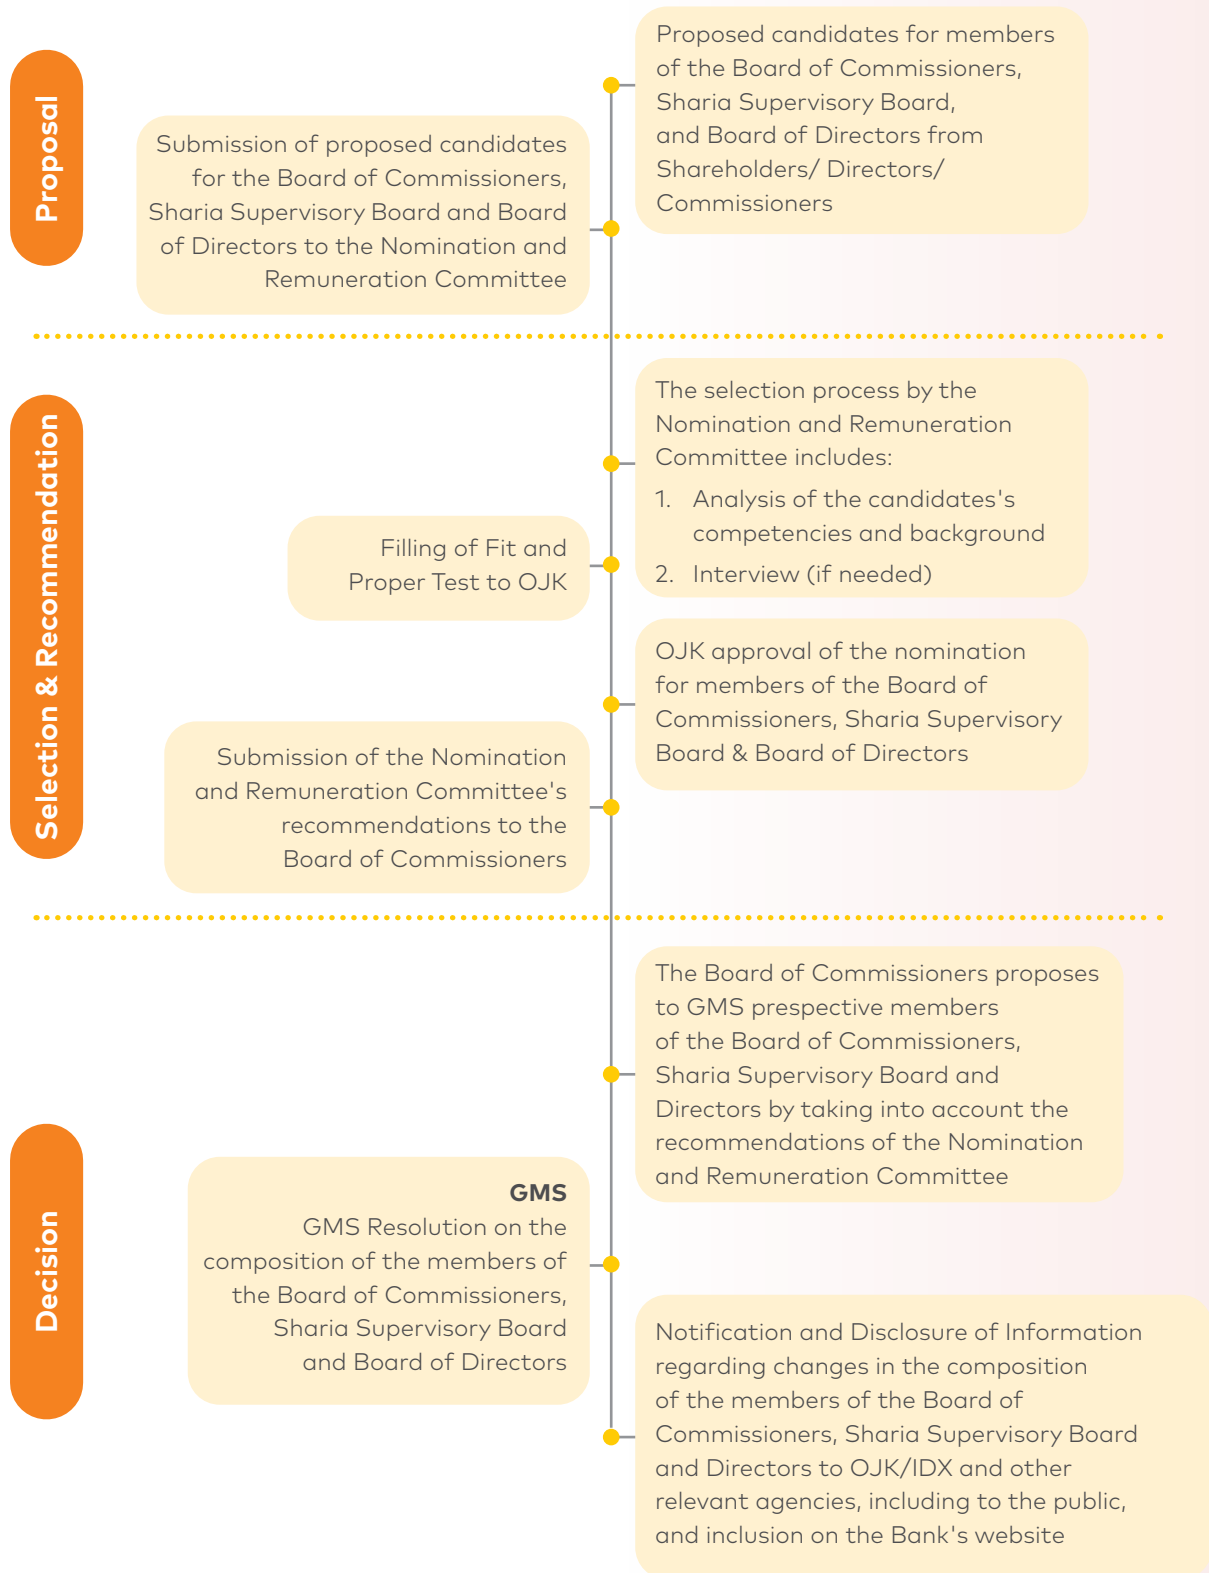 Proposal
Proposed candidates for members
of the Board of Commissioners,
Sharia Supervisory Board,
and Board of Directors from
Shareholders/ Directors/
Commissioners
Submission of proposed candidates
for the Board of Commissioners,
Sharia Supervisory Board and Board
of Directors to the Nomination and
Remuneration Committee
Selection & Recommendation
The selection process by the
Nomination and Remuneration
Committee includes:
1. Analysis of the candidates's
competencies and background
2. Interview (if needed)
Filling of Fit and
Proper Test to OJK
OJK approval of the nomination
for members of the Board of
Commissioners, Sharia Supervisory
Board & Board of Directors
Submission of the Nomination
and Remuneration Committee's
recommendations to the
Board of Commissioners
Decision
The Board of Commissioners proposes
to GMS prespective members
of the Board of Commissioners,
Sharia Supervisory Board and
Directors by taking into account the
recommendations of the Nomination
and Remuneration Committee
GMS
GMS Resolution on the
composition of the members of
the Board of Commissioners,
Sharia Supervisory Board
and Board of Directors
Notification and Disclosure of Information
regarding changes in the composition
of the members of the Board of
Commissioners, Sharia Supervisory Board
and Directors to OJK/IDX and other
relevant agencies, including to the public,
and inclusion on the Bank's website